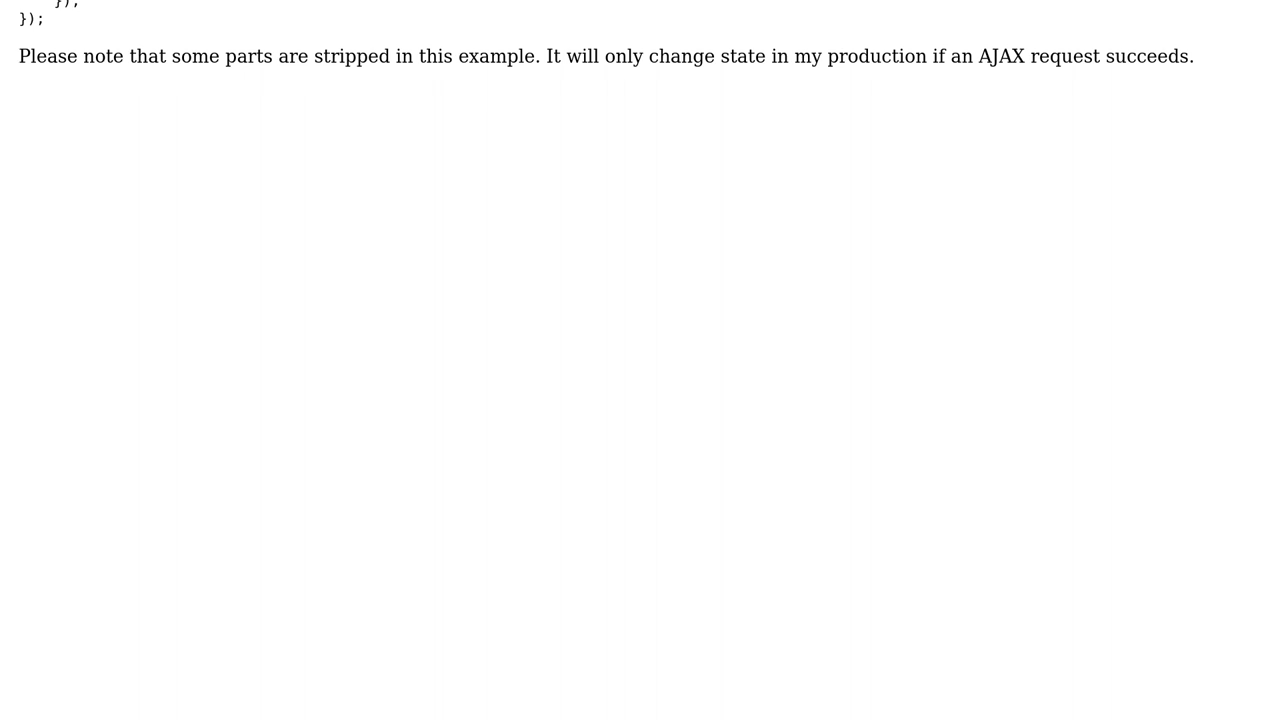 });
});
Please note that some parts are stripped in this example. It will only change state in my production if an AJAX request succeeds.